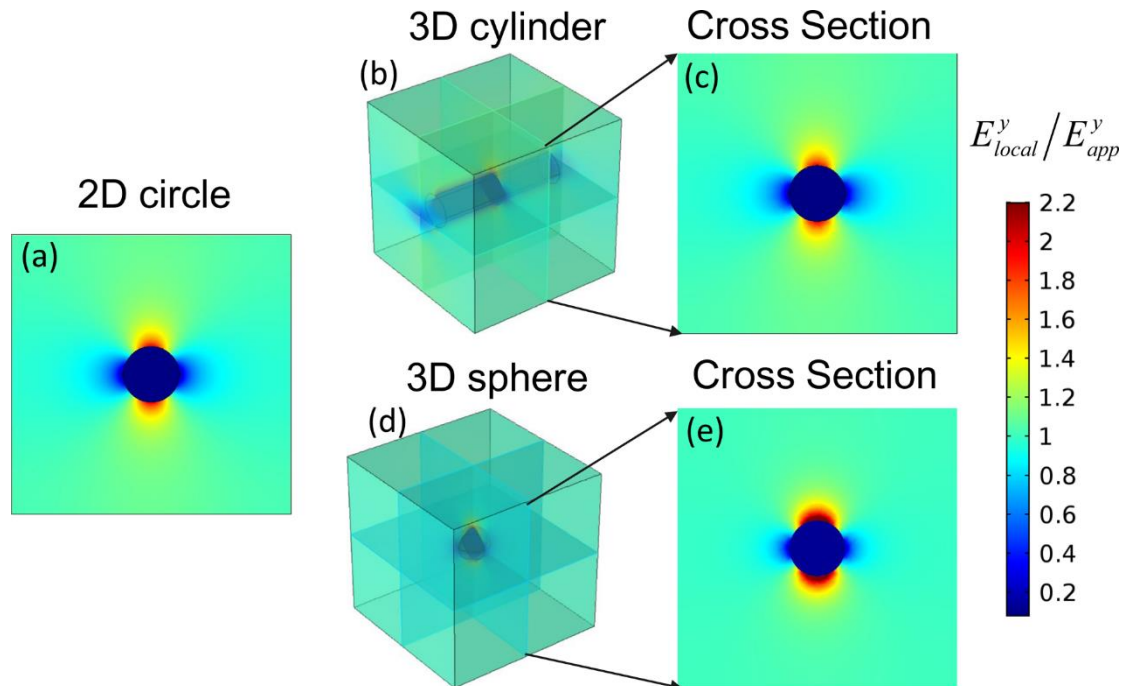 3D cylinder
Cross Section
(b)
(c)
E^y_local / E^y_app
2D circle
(a)
2.2
2
1.8
1.6
1.4
1.2
1
0.8
0.6
0.4
0.2
3D sphere
Cross Section
(d)
(e)